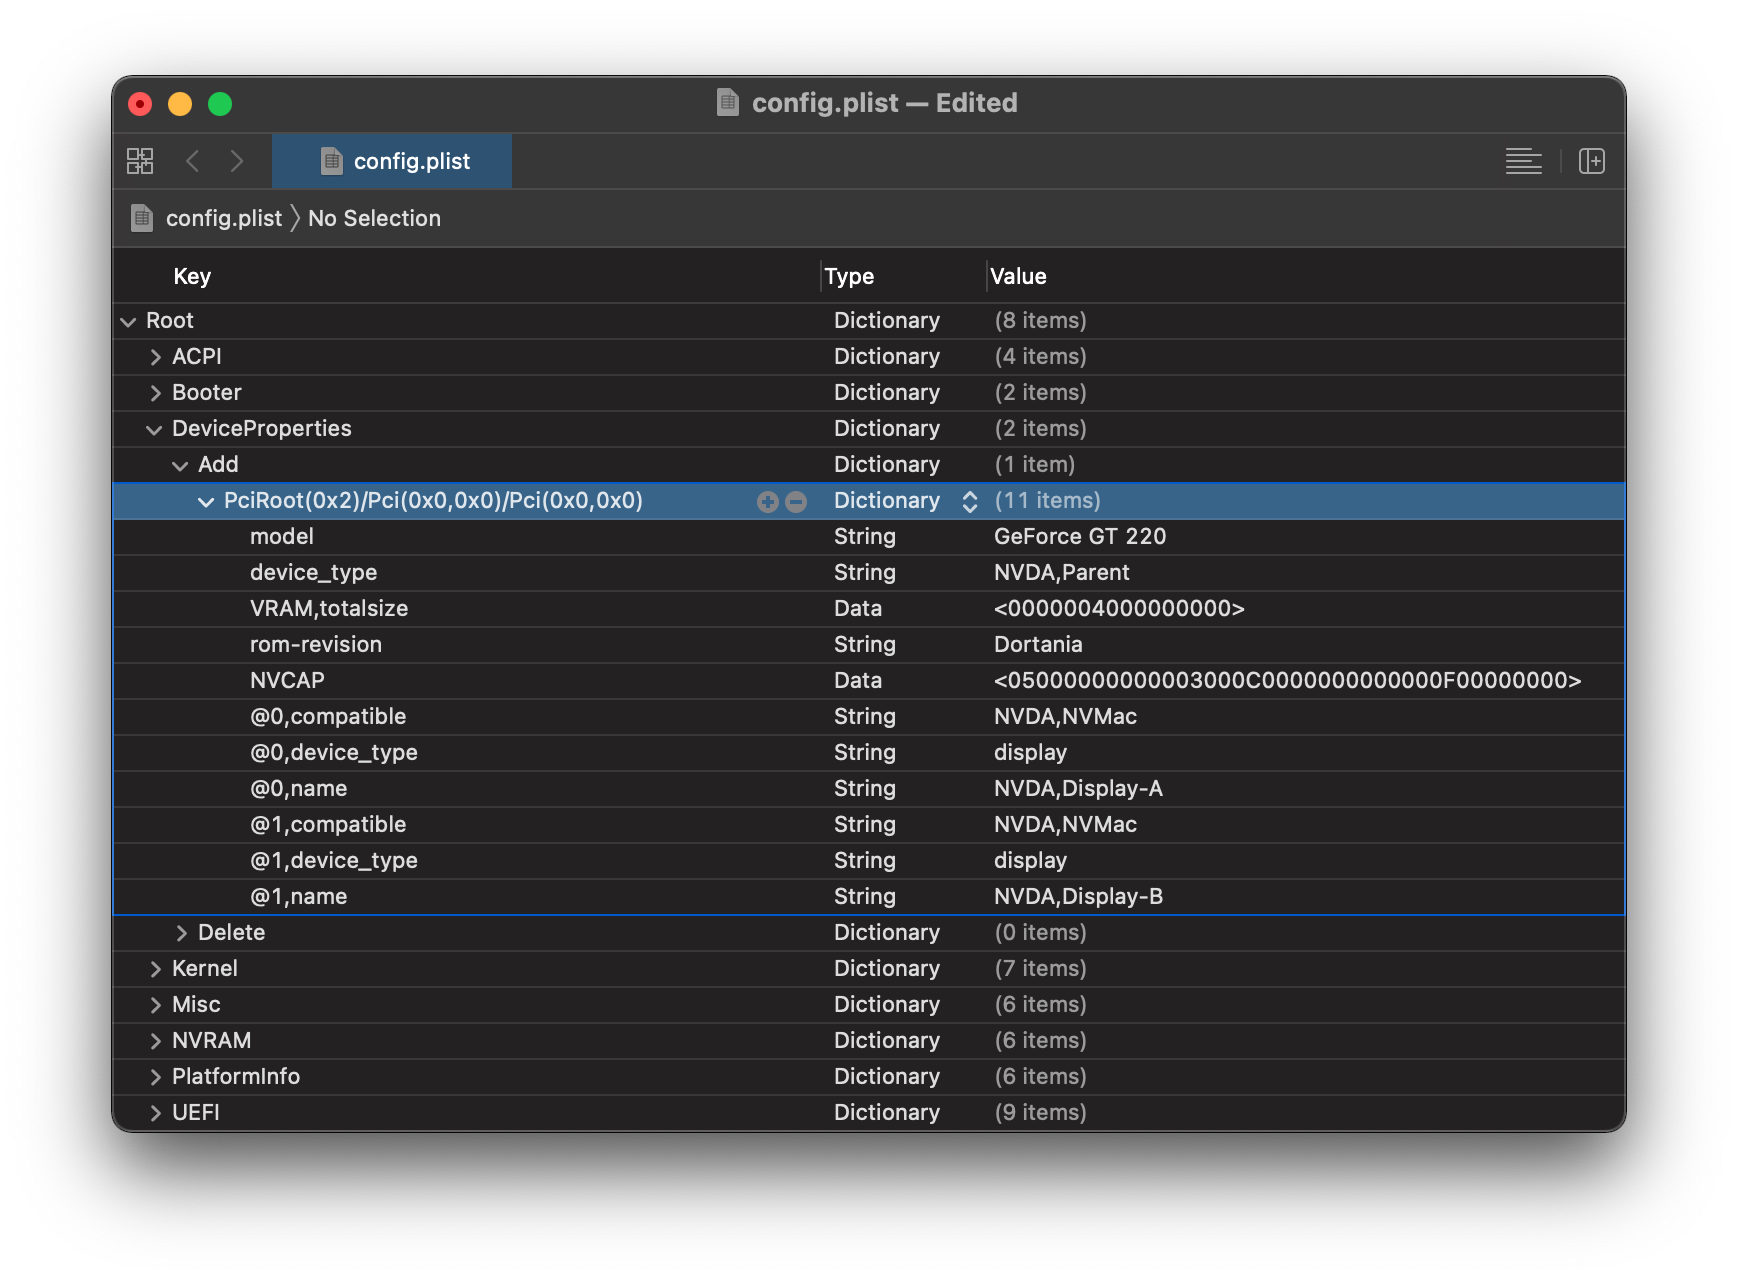 config.plist — Edited
config.plist
config.plist 〉 No Selection
Key Type Value
Root Dictionary (8 items)
ACPI Dictionary (4 items)
Booter Dictionary (2 items)
DeviceProperties Dictionary (2 items)
Add Dictionary (1 item)
PciRoot(0x2)/Pci(0x0,0x0)/Pci(0x0,0x0) Dictionary (11 items)
model String GeForce GT 220
device_type String NVDA,Parent
VRAM,totalsize Data <0000004000000000>
rom-revision String Dortania
NVCAP Data <05000000000003000C0000000000000F00000000>
@0,compatible String NVDA,NVMac
@0,device_type String display
@0,name String NVDA,Display-A
@1,compatible String NVDA,NVMac
@1,device_type String display
@1,name String NVDA,Display-B
Delete Dictionary (0 items)
Kernel Dictionary (7 items)
Misc Dictionary (6 items)
NVRAM Dictionary (6 items)
PlatformInfo Dictionary (6 items)
UEFI Dictionary (9 items)